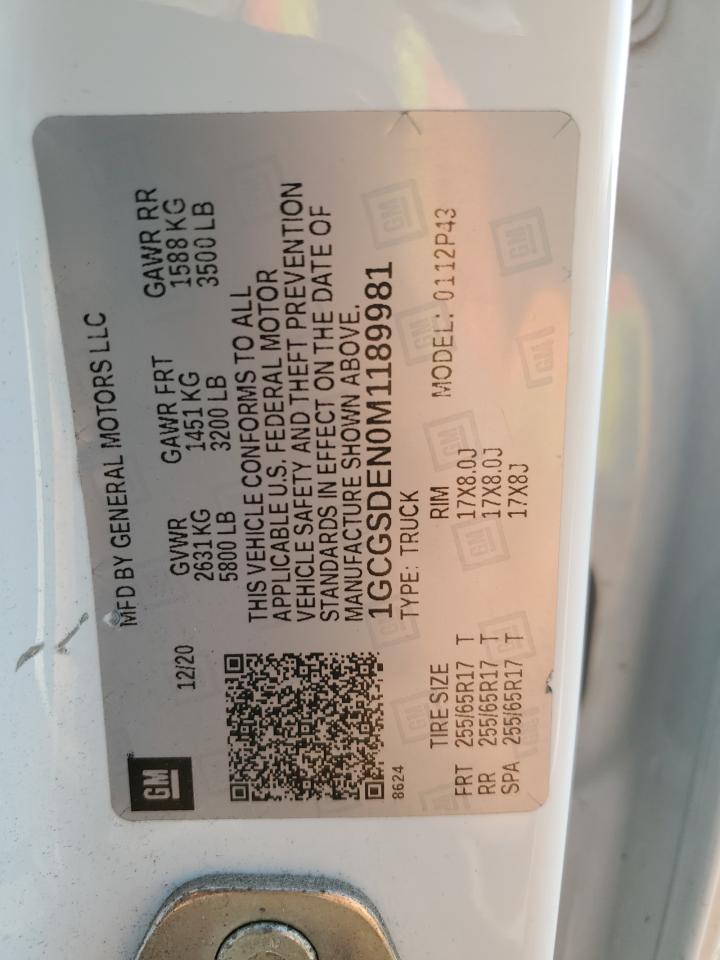 GM
MFD BY GENERAL MOTORS LLC
12/20
GVWR GAWR FRT GAWR RR
2631 KG 1451 KG 1588 KG
5800 LB 3200 LB 3500 LB
THIS VEHICLE CONFORMS TO ALL
APPLICABLE U.S. FEDERAL MOTOR
VEHICLE SAFETY AND THEFT PREVENTION
STANDARDS IN EFFECT ON THE DATE OF
MANUFACTURE SHOWN ABOVE.
1GCGSDEN0M1189981
8624
TYPE: TRUCK
MODEL: 0112P43
TIRE SIZE RIM
FRT 255/65R17 T 17X8.0J
RR 255/65R17 T 17X8.0J
SPA 255/65R17 T 17X8J